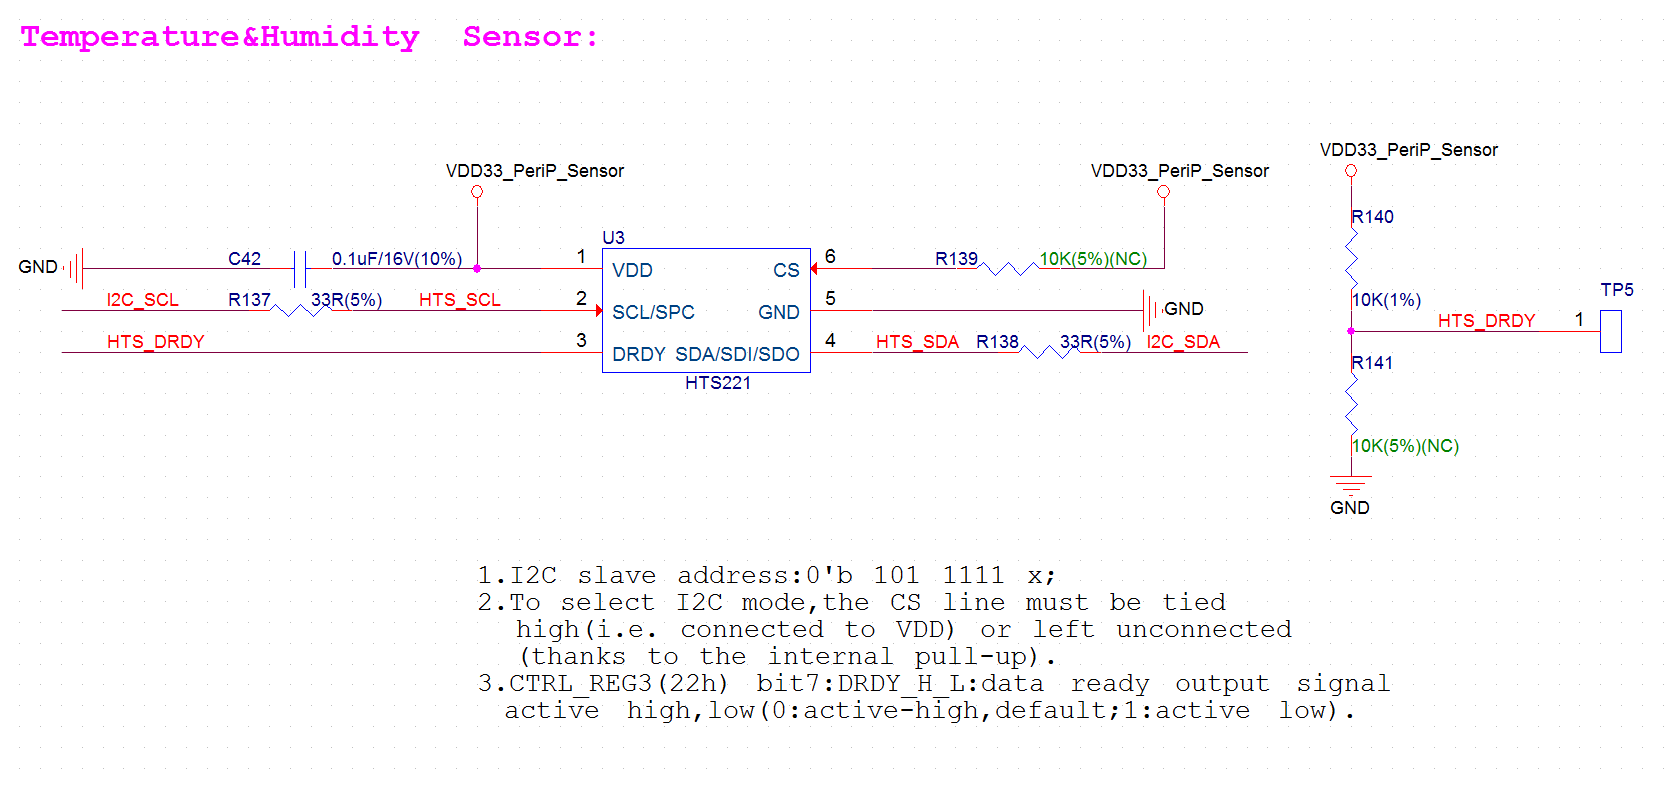 Temperature&Humidity Sensor:
VDD33_PeriP_Sensor
VDD33_PeriP_Sensor
VDD33_PeriP_Sensor
R140
10K(1%)
HTS_DRDY
1
TP5
R141
10K(5%)(NC)
GND
U3
GND
C42
0.1uF/16V(10%)
1
VDD
CS
6
R139
10K(5%)(NC)
I2C_SCL
R137
33R(5%)
HTS_SCL
2
SCL/SPC
GND
5
GND
HTS_DRDY
3
DRDY
SDA/SDI/SDO
4
HTS_SDA
R138
33R(5%)
I2C_SDA
HTS221
1.I2C slave address:0'b 101 1111 x;
2.To select I2C mode,the CS line must be tied
high(i.e. connected to VDD) or left unconnected
(thanks to the internal pull-up).
3.CTRL_REG3(22h) bit7:DRDY_H_L:data ready output signal
active high,low(0:active-high,default;1:active low).